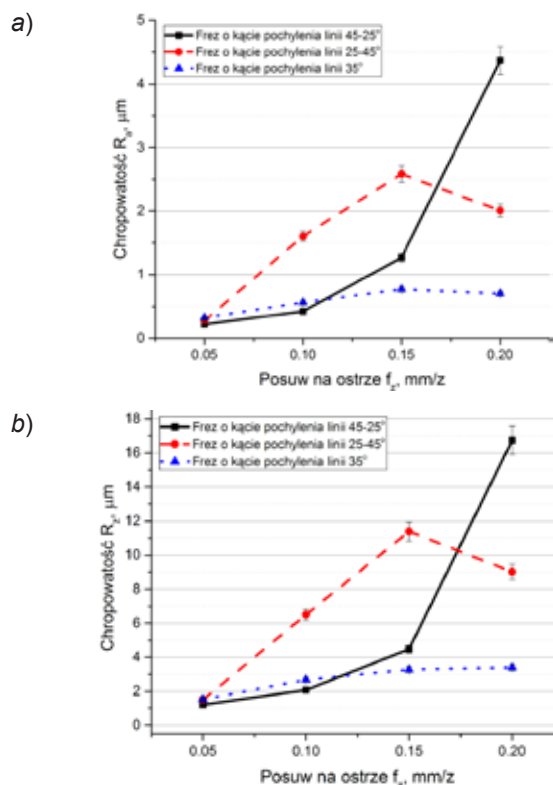 a)
Frez o kącie pochylenia linii 45-25°
Frez o kącie pochylenia linii 25-45°
Frez o kącie pochylenia linii 35°
5
4
3
2
1
0
Chropowatość Rₐ, μm
0.05 0.10 0.15 0.20
Posuw na ostrze f_z, mm/z
b)
Frez o kącie pochylenia linii 45-25°
Frez o kącie pochylenia linii 25-45°
Frez o kącie pochylenia linii 35°
18
16
14
12
10
8
6
4
2
0
Chropowatość R_z, μm
0.05 0.10 0.15 0.20
Posuw na ostrze f_z, mm/z